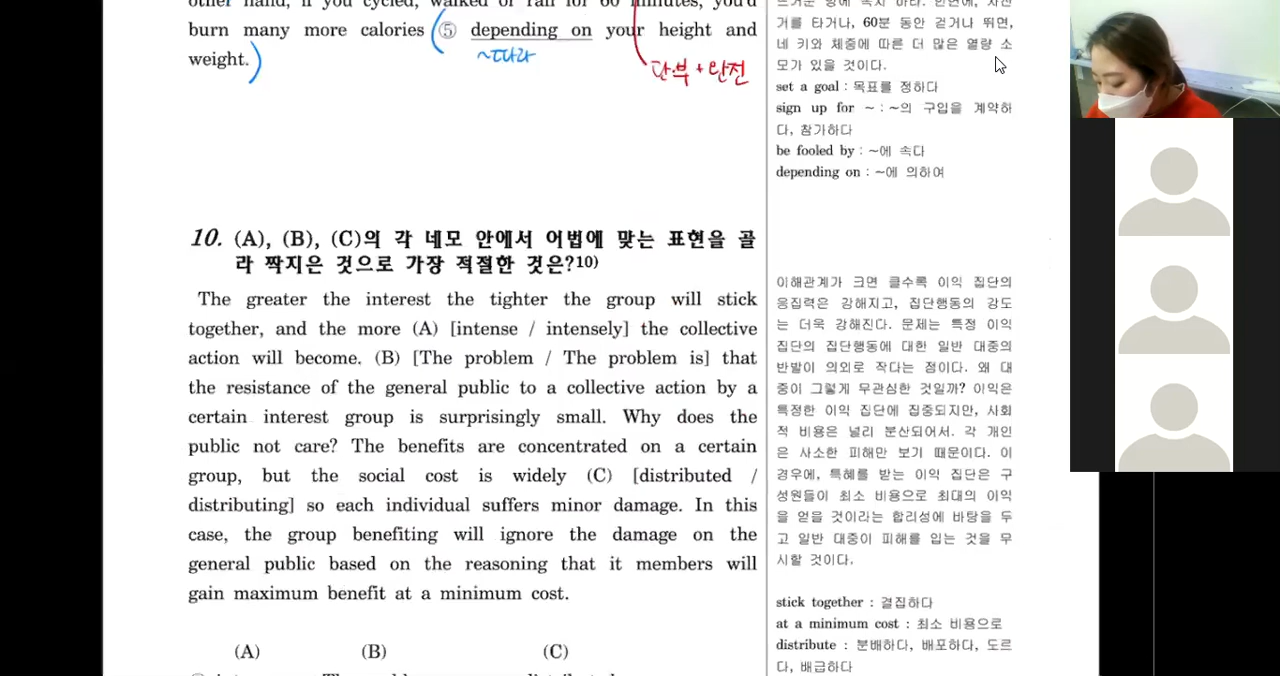 burn many more calories ⑤ depending on your height and
weight.
~따라
단·부 + 완전
10. (A), (B), (C)의 각 네모 안에서 어법에 맞는 표현을 골
라 짝지은 것으로 가장 적절한 것은?10)
The greater the interest the tighter the group will stick
together, and the more (A) [intense / intensely] the collective
action will become. (B) [The problem / The problem is] that
the resistance of the general public to a collective action by a
certain interest group is surprisingly small. Why does the
public not care? The benefits are concentrated on a certain
group, but the social cost is widely (C) [distributed /
distributing] so each individual suffers minor damage. In this
case, the group benefiting will ignore the damage on the
general public based on the reasoning that it members will
gain maximum benefit at a minimum cost.
(A) (B) (C)
거를 타거나, 60분 동안 걷거나 뛰면,
네 키와 체중에 따른 더 많은 열량 소
모가 있을 것이다.
set a goal : 목표를 정하다
sign up for ~ : ~의 구입을 계약하
다, 참가하다
be fooled by : ~에 속다
depending on : ~에 의하여
이해관계가 크면 클수록 이익 집단의
응집력은 강해지고, 집단행동의 강도
는 더욱 강해진다. 문제는 특정 이익
집단의 집단행동에 대한 일반 대중의
반발이 의외로 작다는 점이다. 왜 대
중이 그렇게 무관심한 것일까? 이익은
특정한 이익 집단에 집중되지만, 사회
적 비용은 널리 분산되어서. 각 개인
은 사소한 피해만 보기 때문이다. 이
경우에, 특혜를 받는 이익 집단은 구
성원들이 최소 비용으로 최대의 이익
을 얻을 것이라는 합리성에 바탕을 두
고 일반 대중이 피해를 입는 것을 무
시할 것이다.
stick together : 결집하다
at a minimum cost : 최소 비용으로
distribute : 분배하다, 배포하다, 도르
다, 배급하다